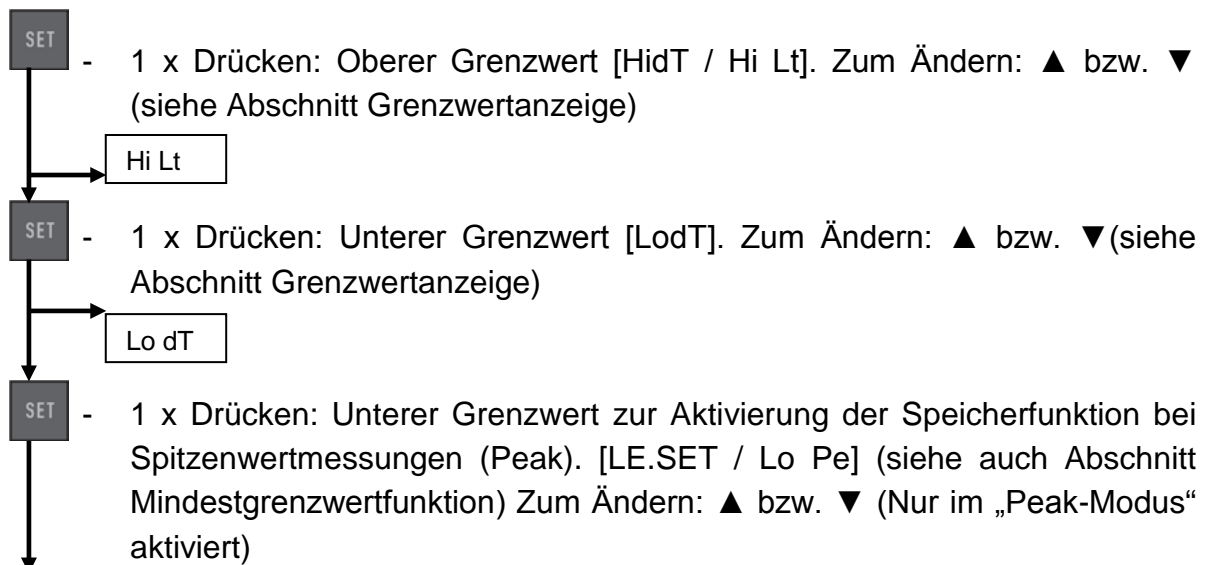 SET
- 1 x Drücken: Oberer Grenzwert [HidT / Hi Lt]. Zum Ändern: ▲ bzw. ▼
(siehe Abschnitt Grenzwertanzeige)
Hi Lt
SET
- 1 x Drücken: Unterer Grenzwert [LodT]. Zum Ändern: ▲ bzw. ▼(siehe
Abschnitt Grenzwertanzeige)
Lo dT
SET
- 1 x Drücken: Unterer Grenzwert zur Aktivierung der Speicherfunktion bei
Spitzenwertmessungen (Peak). [LE.SET / Lo Pe] (siehe auch Abschnitt
Mindestgrenzwertfunktion) Zum Ändern: ▲ bzw. ▼ (Nur im „Peak-Modus“
aktiviert)